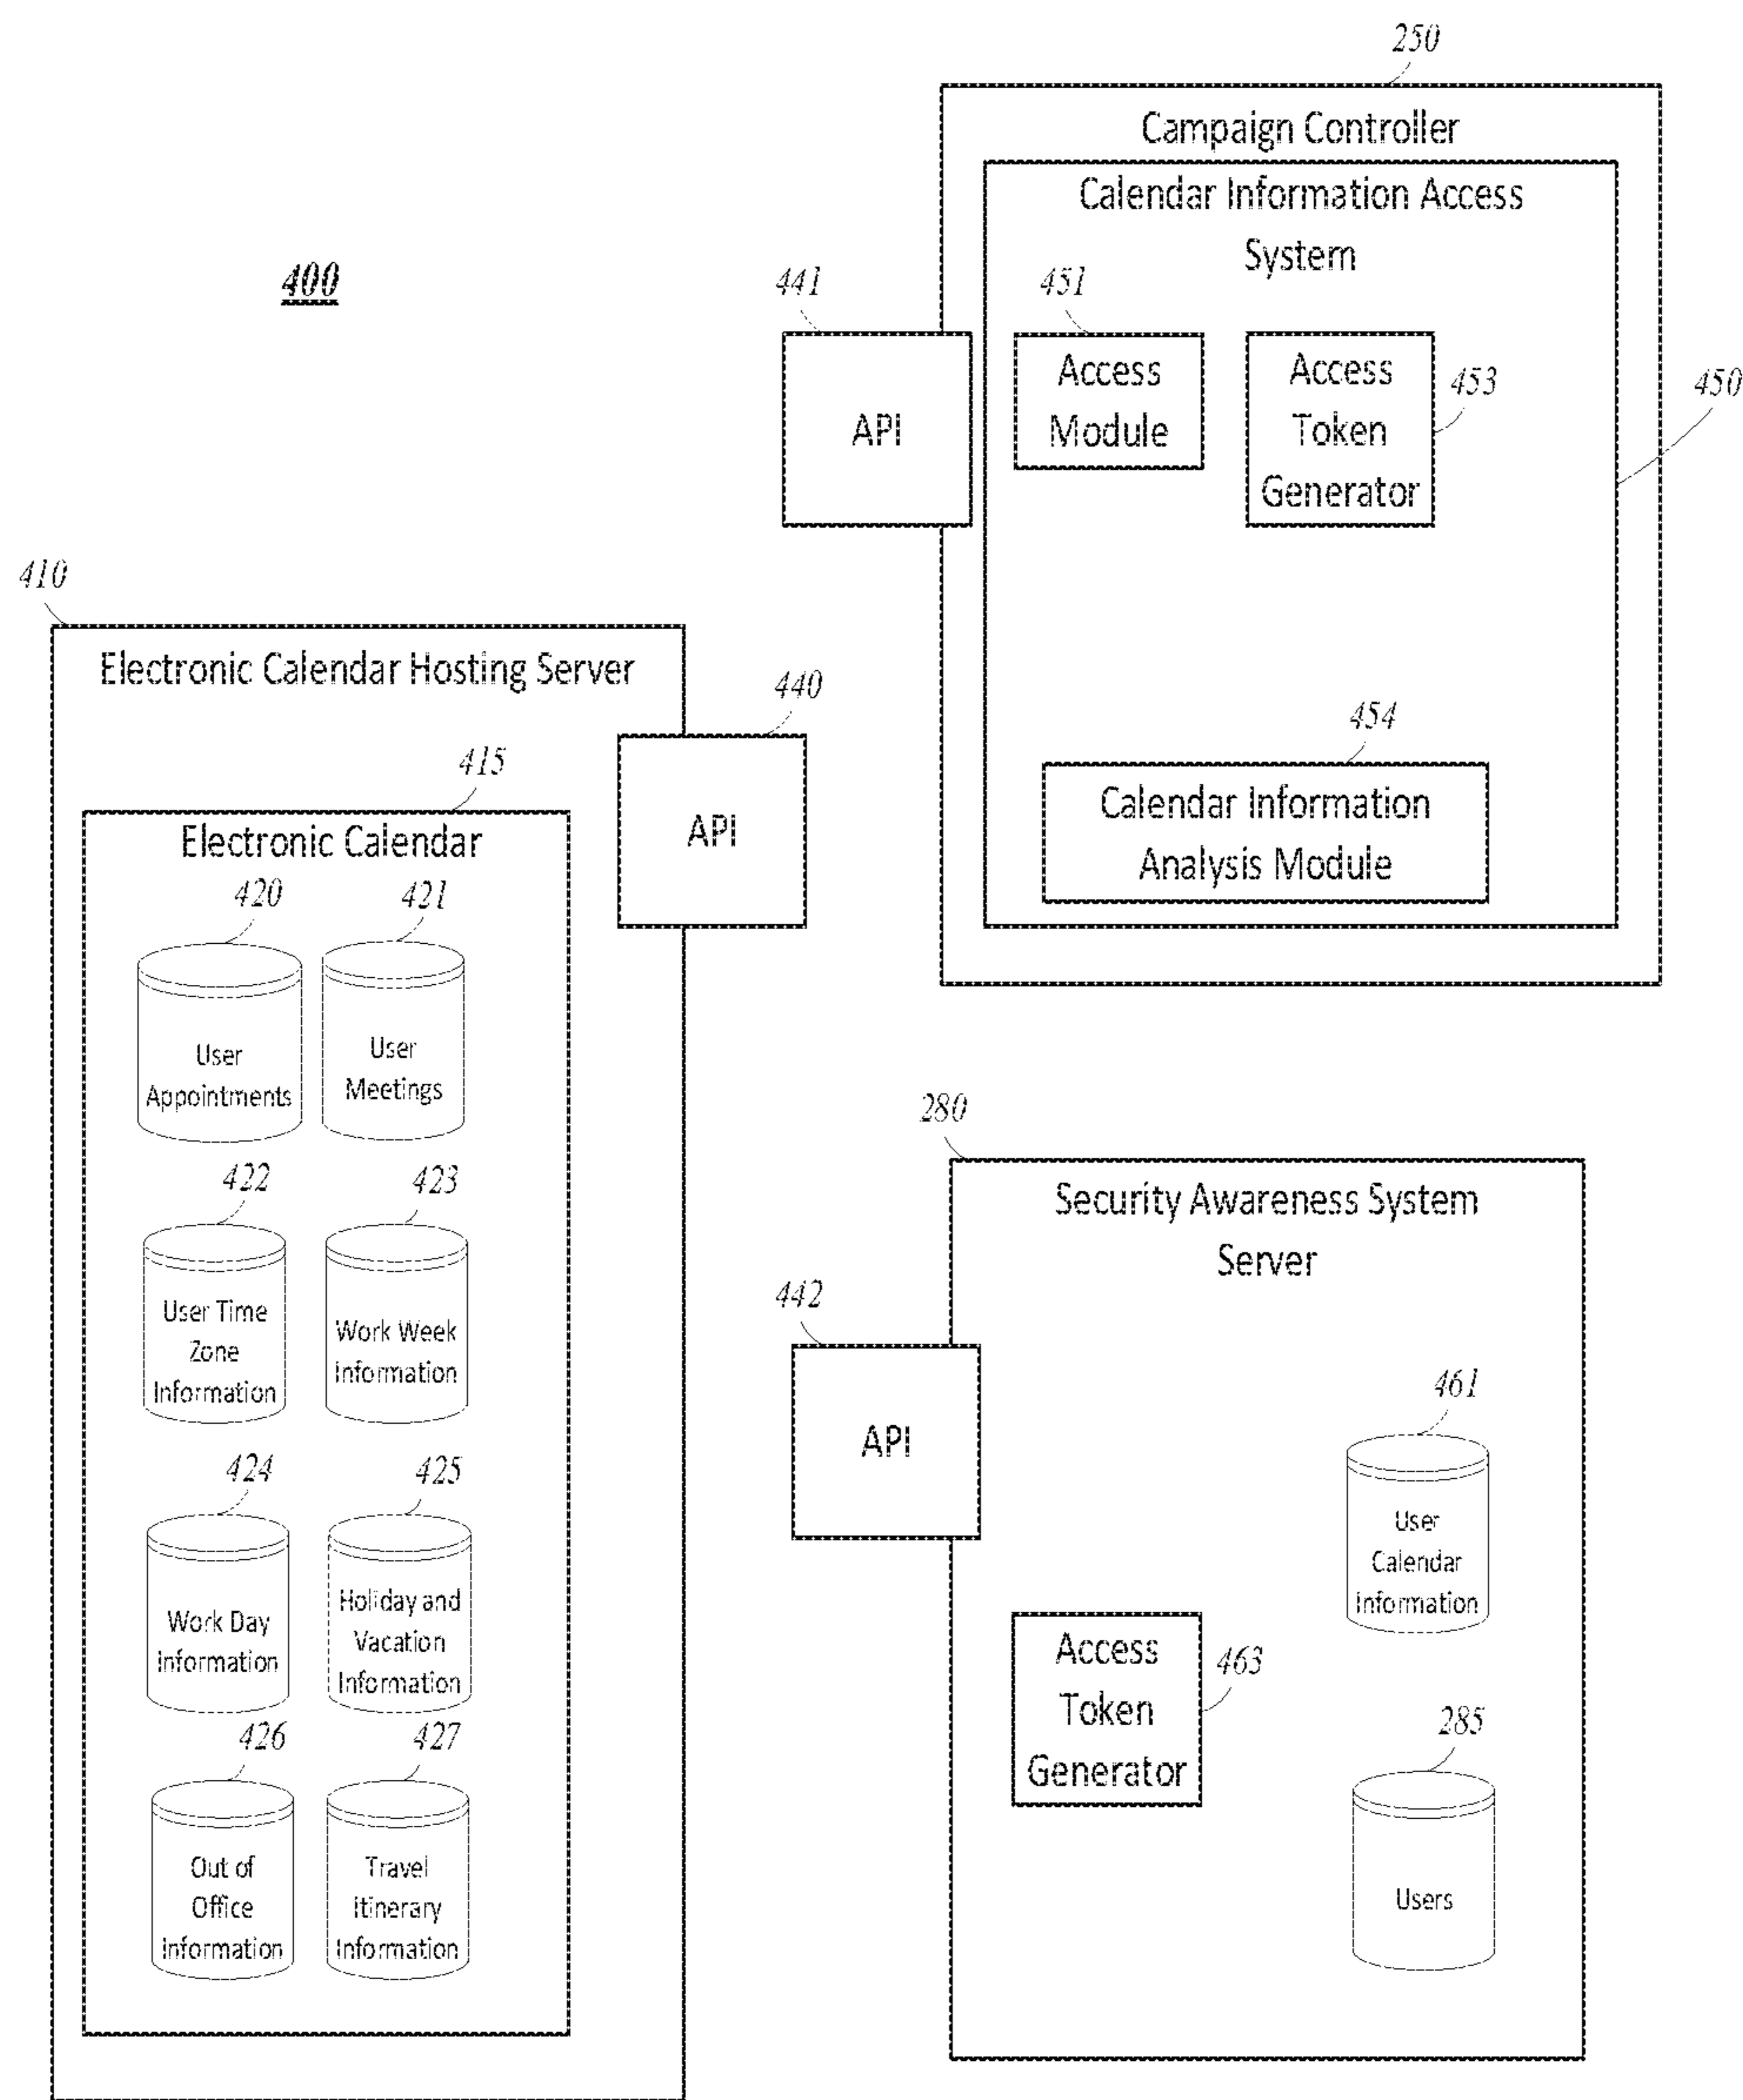 400
250
Campaign Controller
Calendar Information Access
System
441
API
451
Access
Module
Access
Token
Generator
453
450
454
Calendar Information
Analysis Module
410
Electronic Calendar Hosting Server
440
API
415
Electronic Calendar
420
User
Appointments
421
User
Meetings
422
User Time
Zone
Information
423
Work Week
Information
424
Work Day
Information
425
Holiday and
Vacation
Information
426
Out of
Office
Information
427
Travel
Itinerary
Information
280
Security Awareness System
Server
442
API
461
User
Calendar
Information
Access
Token
Generator
463
285
Users